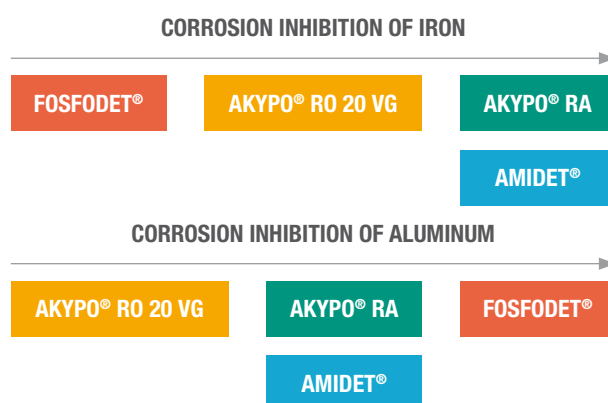 CORROSION INHIBITION OF IRON
FOSFODET® AKYPO® RO 20 VG AKYPO® RA
AMIDET®
CORROSION INHIBITION OF ALUMINUM
AKYPO® RO 20 VG AKYPO® RA FOSFODET®
AMIDET®